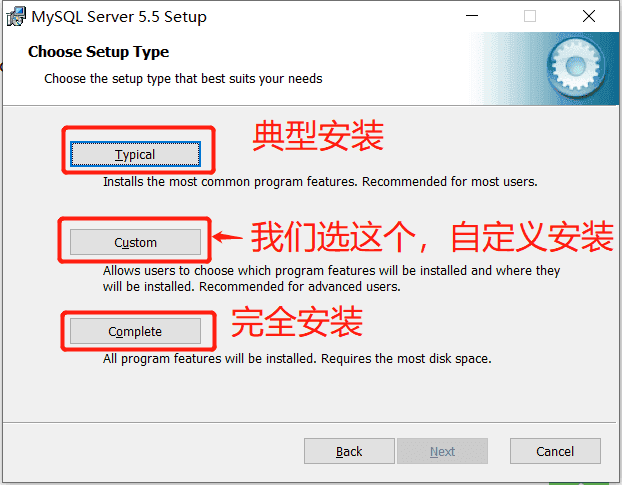 MySQL Server 5.5 Setup
Choose Setup Type
Choose the setup type that best suits your needs
Typical
典型安装
Installs the most common program features. Recommended for most users.
Custom
我们选这个，自定义安装
Allows users to choose which program features will be installed and where they
will be installed. Recommended for advanced users.
Complete
完全安装
All program features will be installed. Requires the most disk space.
Back
Next
Cancel